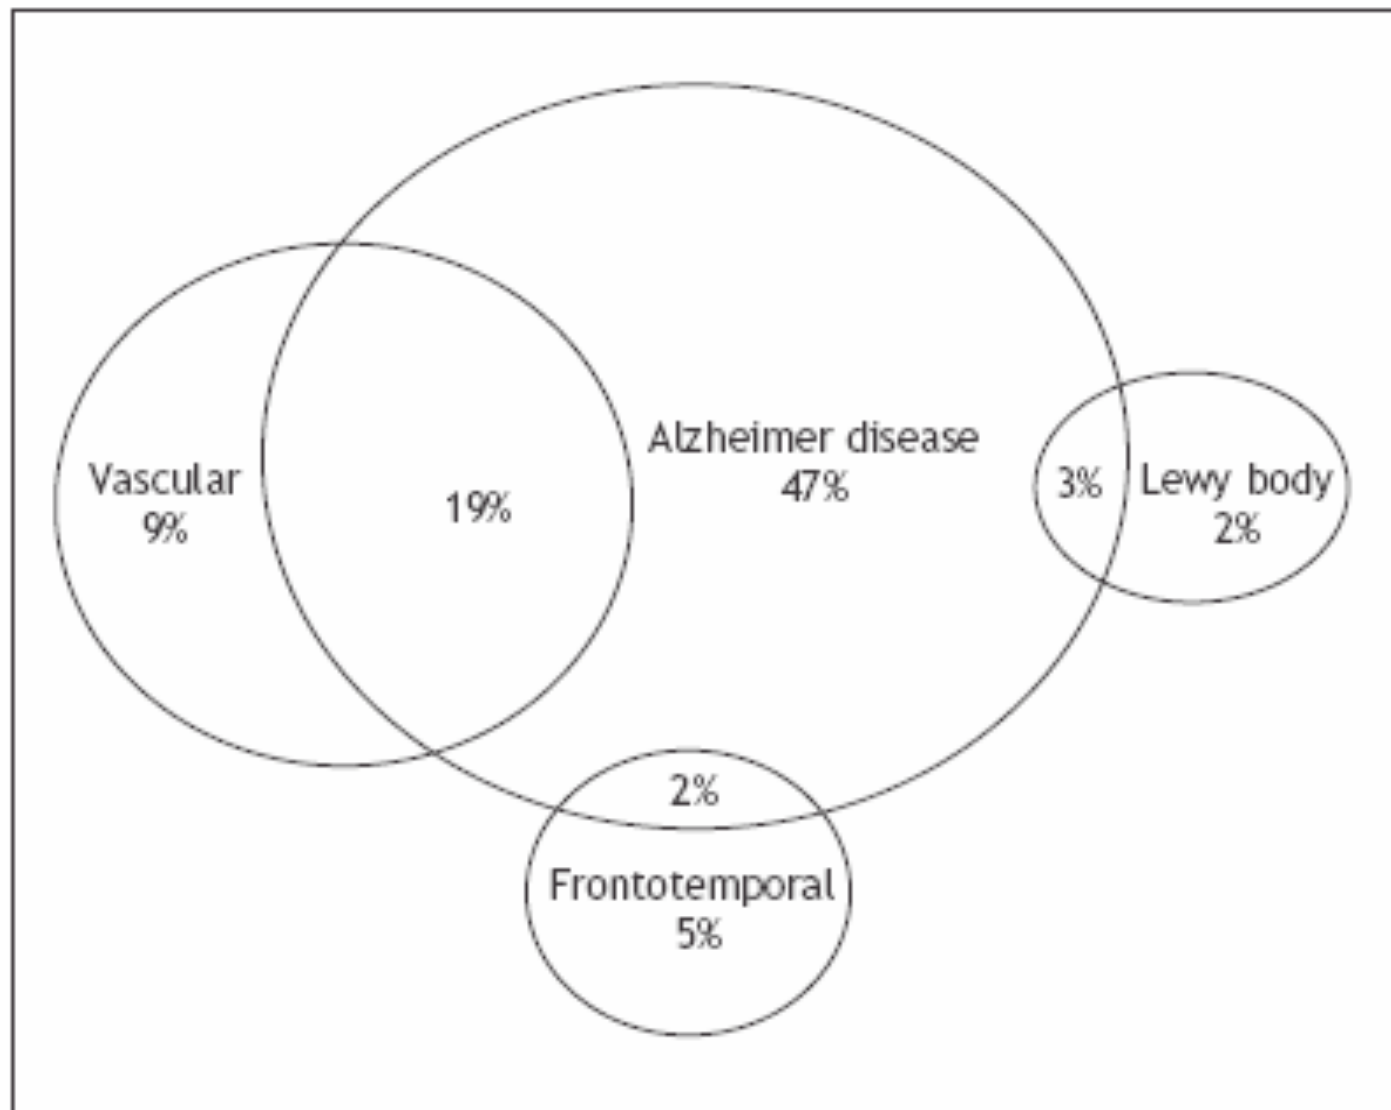 Alzheimer disease
47%
Vascular
9%
19%
3%
Lewy body
2%
2%
Frontotemporal
5%